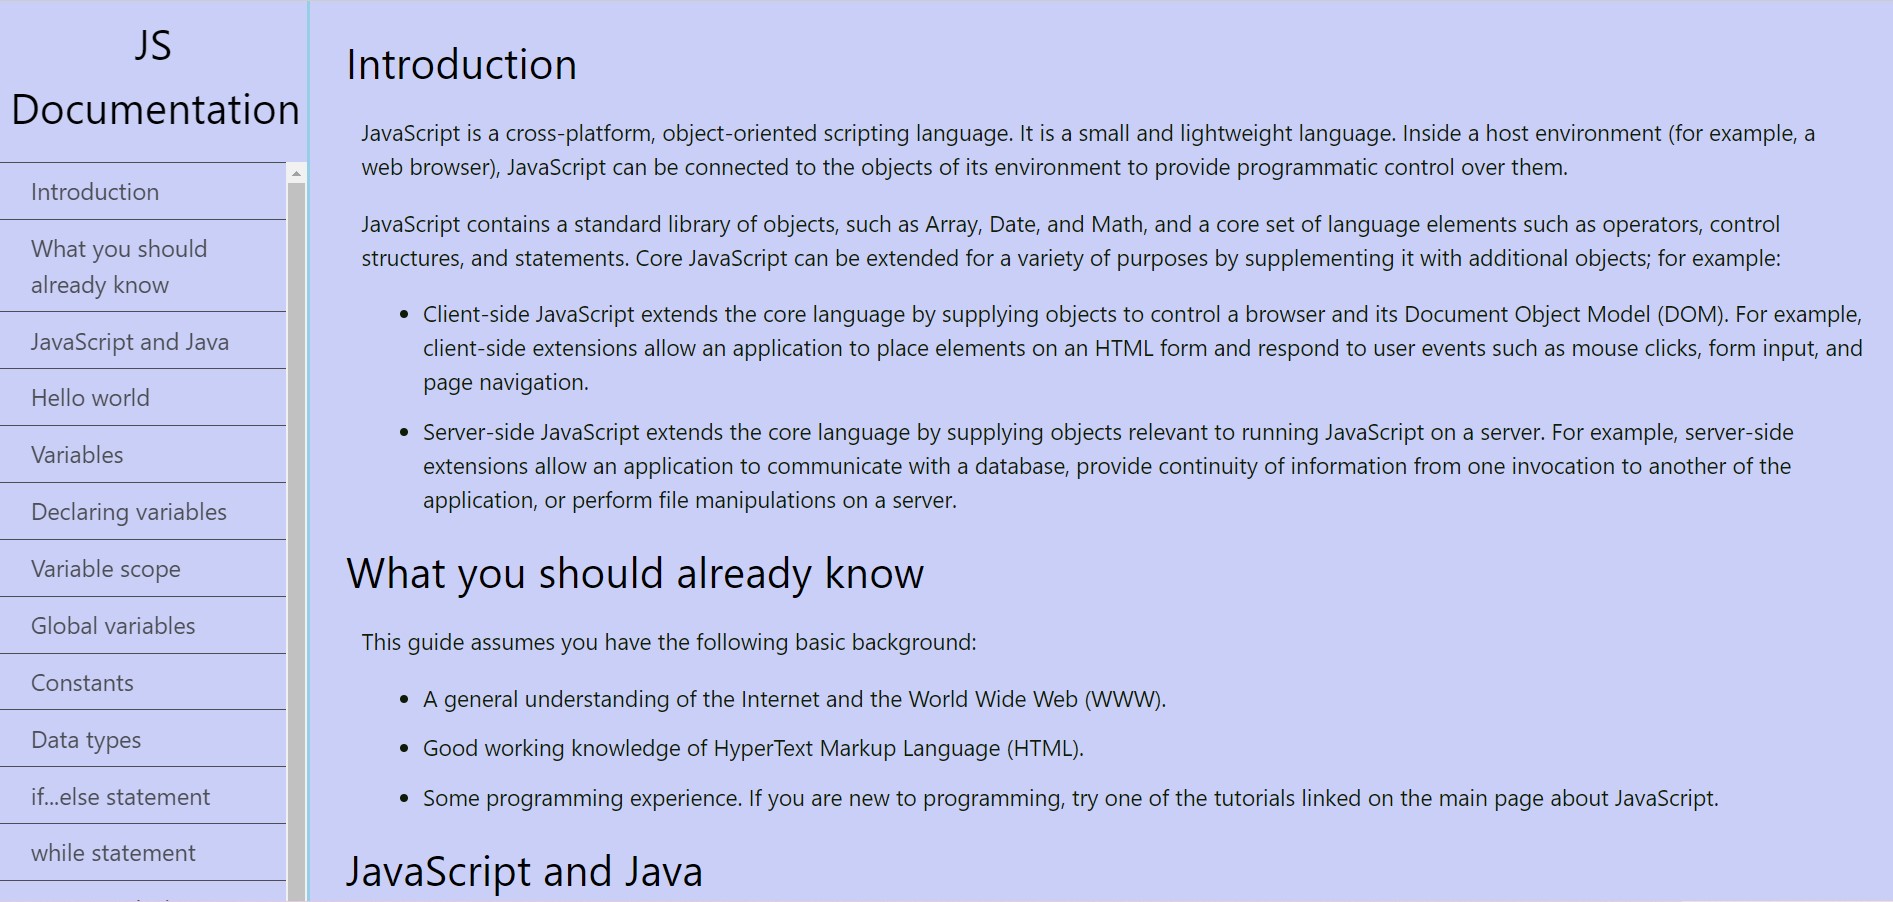 JS
Documentation
Introduction
What you should
already know
JavaScript and Java
Hello world
Variables
Declaring variables
Variable scope
Global variables
Constants
Data types
if...else statement
while statement
Introduction
JavaScript is a cross-platform, object-oriented scripting language. It is a small and lightweight language. Inside a host environment (for example, a
web browser), JavaScript can be connected to the objects of its environment to provide programmatic control over them.
JavaScript contains a standard library of objects, such as Array, Date, and Math, and a core set of language elements such as operators, control
structures, and statements. Core JavaScript can be extended for a variety of purposes by supplementing it with additional objects; for example:
• Client-side JavaScript extends the core language by supplying objects to control a browser and its Document Object Model (DOM). For example,
client-side extensions allow an application to place elements on an HTML form and respond to user events such as mouse clicks, form input, and
page navigation.
• Server-side JavaScript extends the core language by supplying objects relevant to running JavaScript on a server. For example, server-side
extensions allow an application to communicate with a database, provide continuity of information from one invocation to another of the
application, or perform file manipulations on a server.
What you should already know
This guide assumes you have the following basic background:
• A general understanding of the Internet and the World Wide Web (WWW).
• Good working knowledge of HyperText Markup Language (HTML).
• Some programming experience. If you are new to programming, try one of the tutorials linked on the main page about JavaScript.
JavaScript and Java